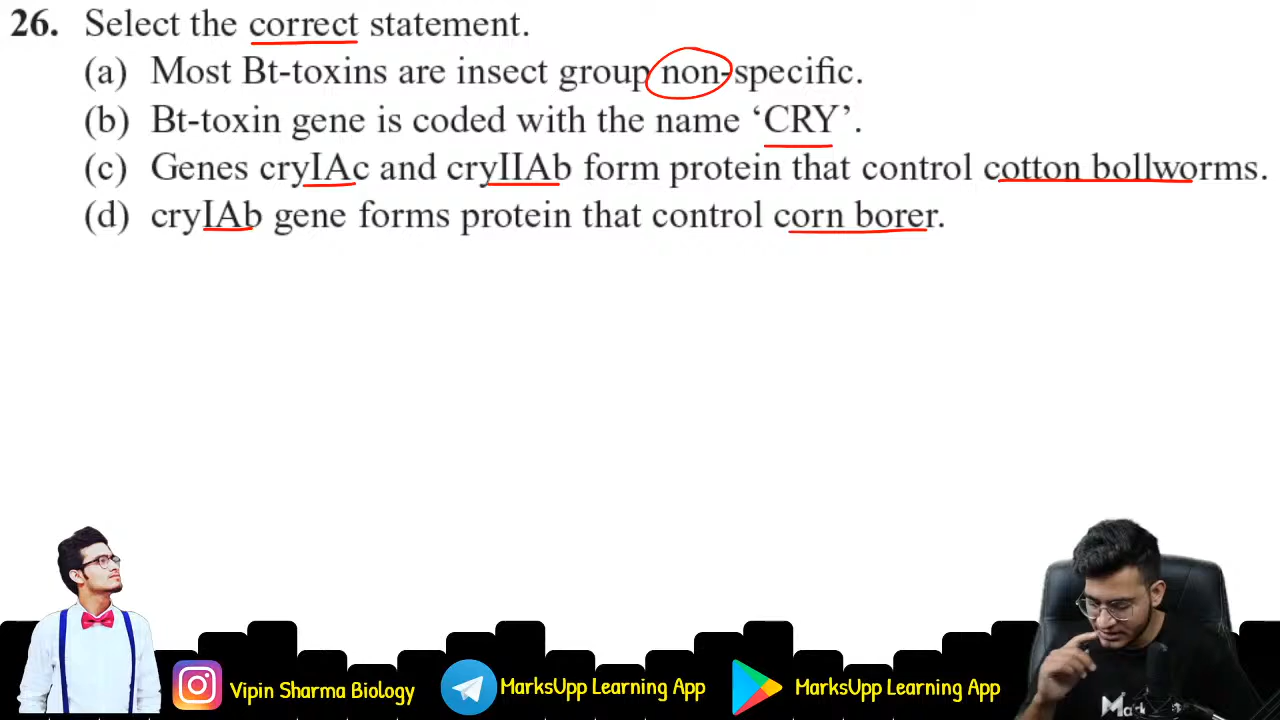 26. Select the correct statement.
(a) Most Bt-toxins are insect group non-specific.
(b) Bt-toxin gene is coded with the name ‘CRY’.
(c) Genes cryIAc and cryIIAb form protein that control cotton bollworms.
(d) cryIAb gene forms protein that control corn borer.
Vipin Sharma Biology
MarksUpp Learning App
MarksUpp Learning App